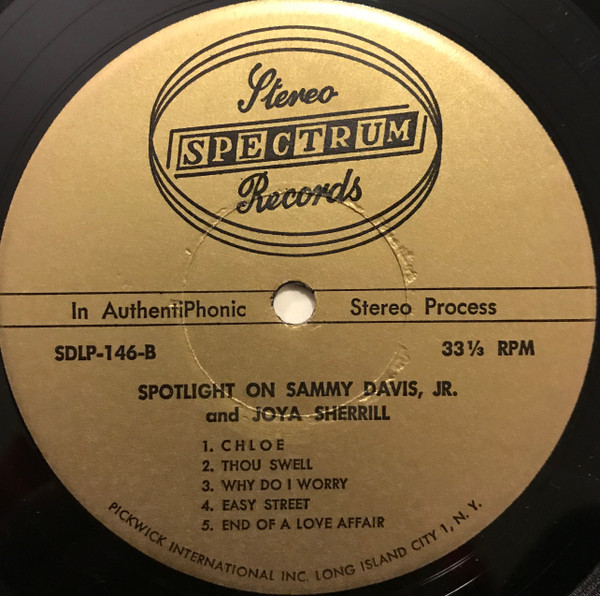 Stereo
SPECTRUM
Records
In AuthentiPhonic Stereo Process
SDLP-146-B 33 ⅓ RPM
SPOTLIGHT ON SAMMY DAVIS, JR.
and JOYA SHERRILL
1. CHLOE
2. THOU SWELL
3. WHY DO I WORRY
4. EASY STREET
5. END OF A LOVE AFFAIR
PICKWICK INTERNATIONAL INC. LONG ISLAND CITY 1, N. Y.